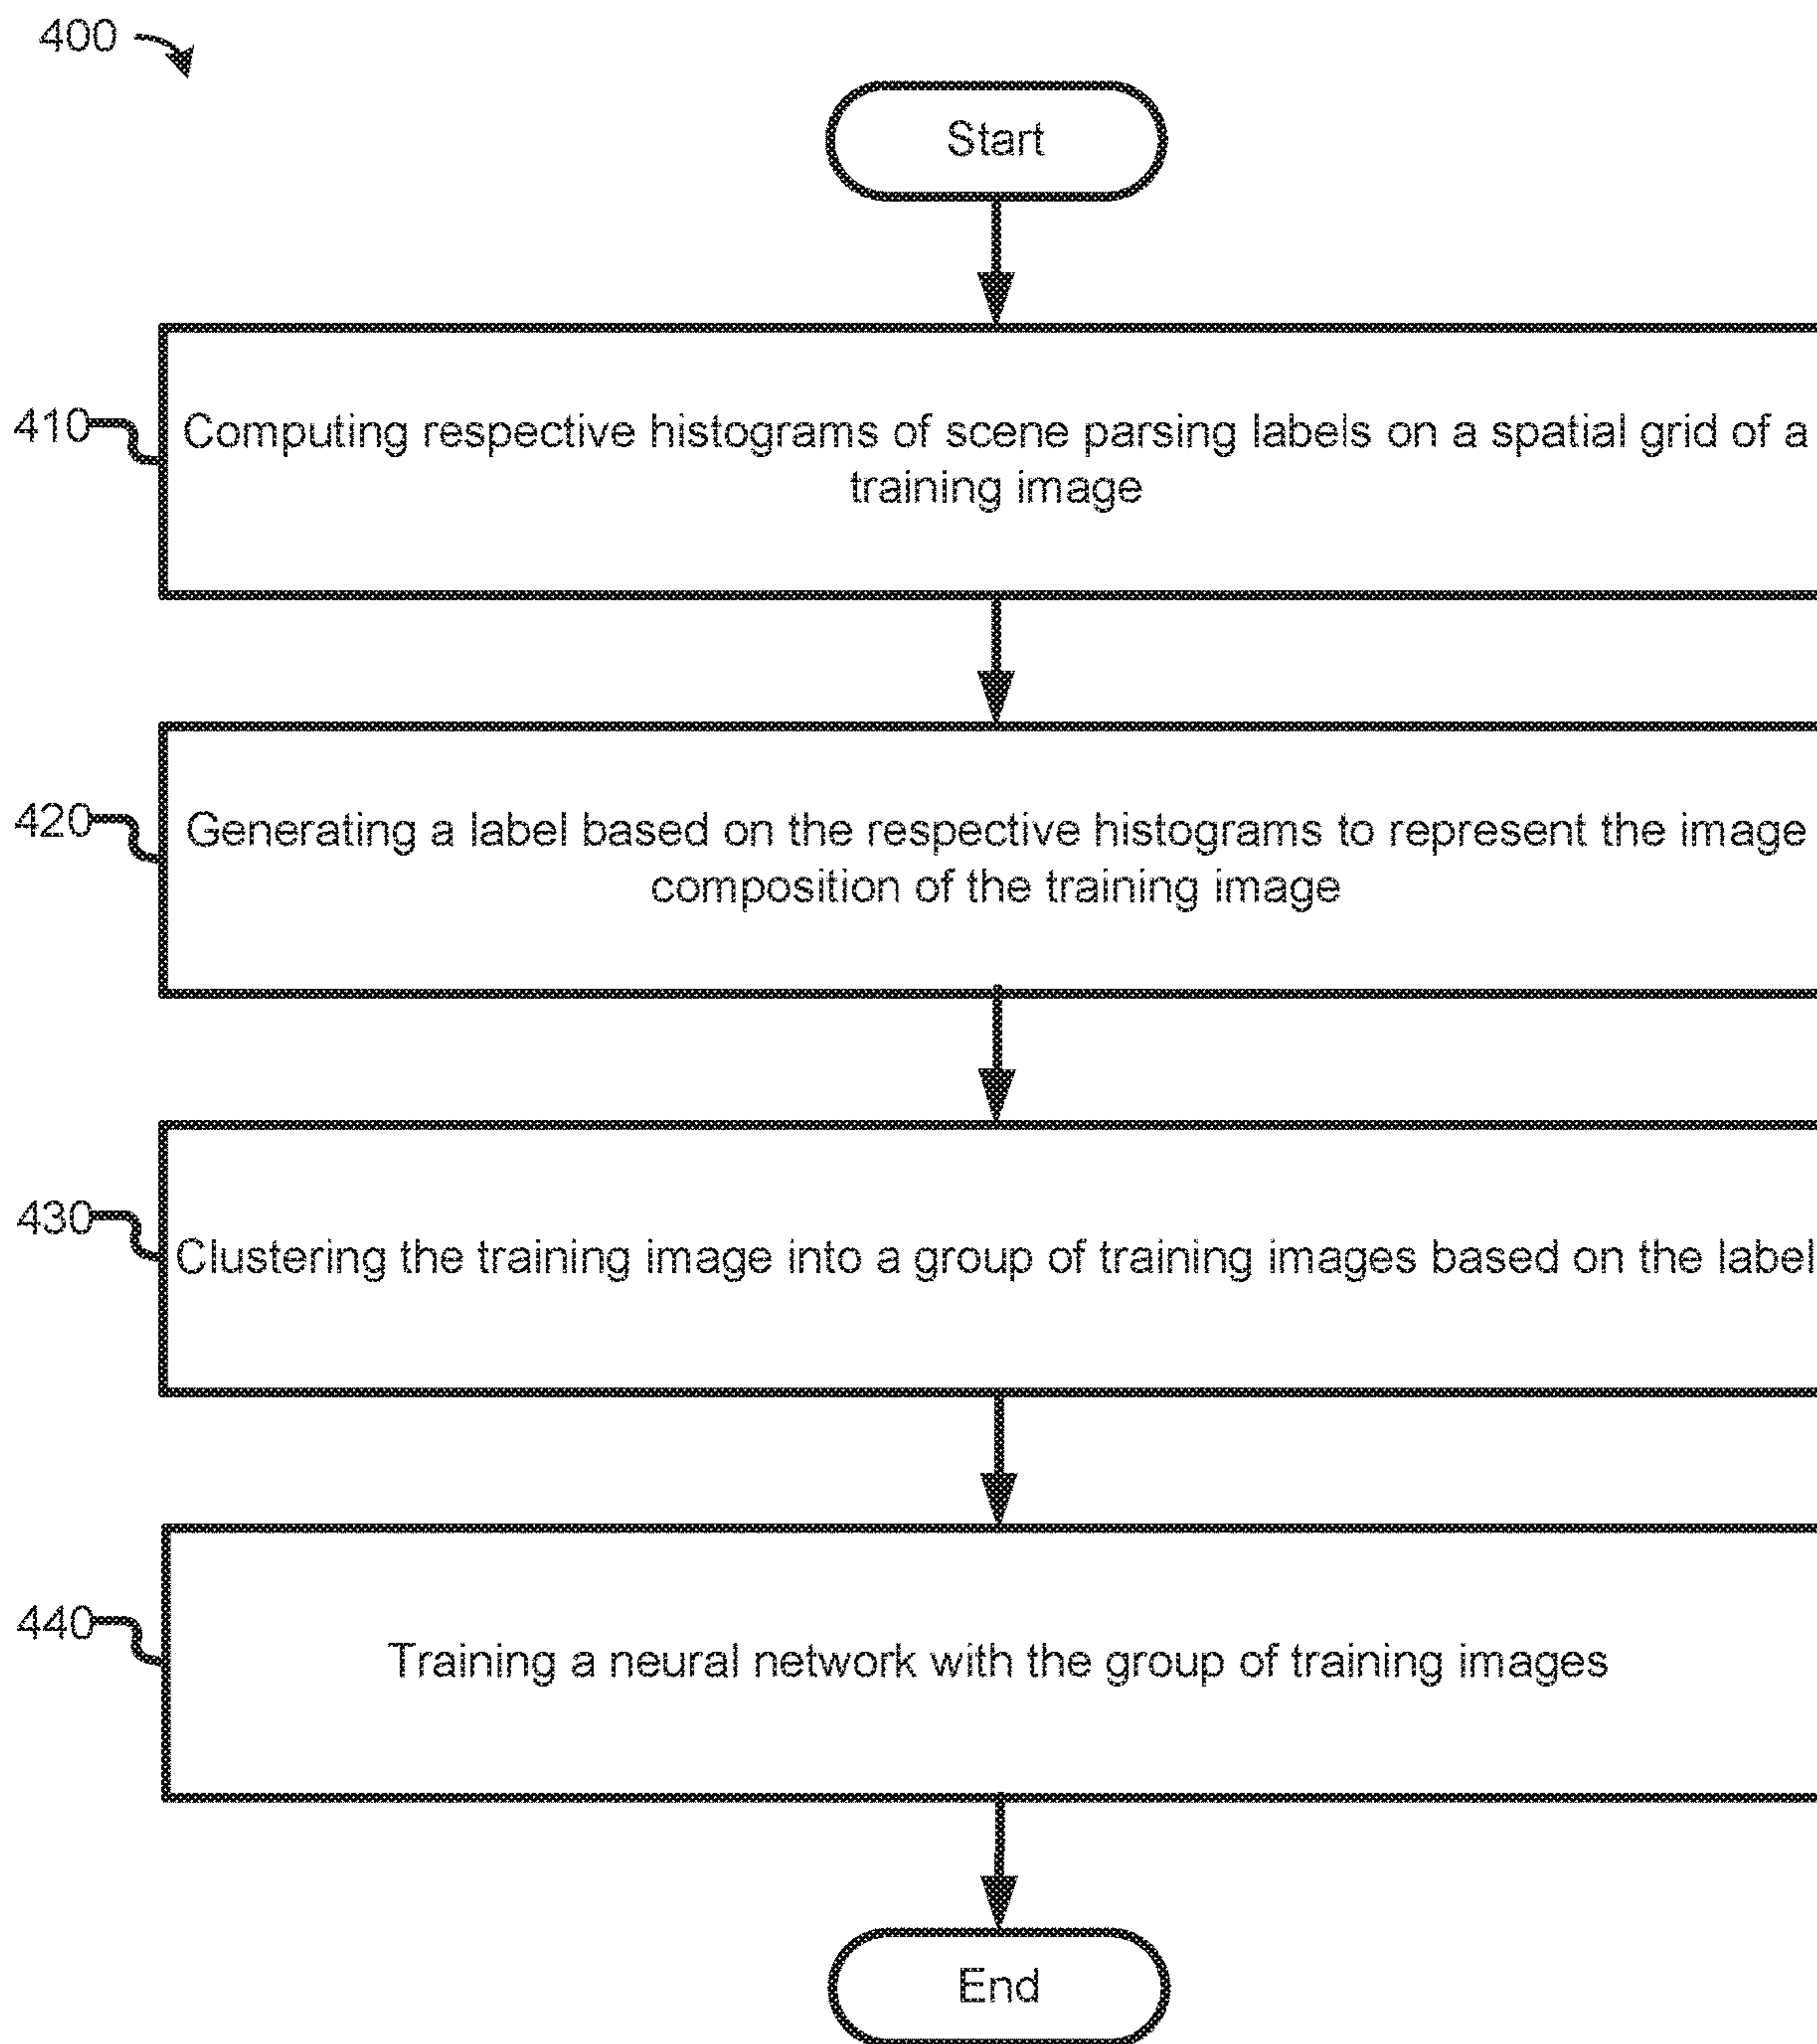 400
Start
410
Computing respective histograms of scene parsing labels on a spatial grid of a
training image
420
Generating a label based on the respective histograms to represent the image
composition of the training image
430
Clustering the training image into a group of training images based on the label
440
Training a neural network with the group of training images
End